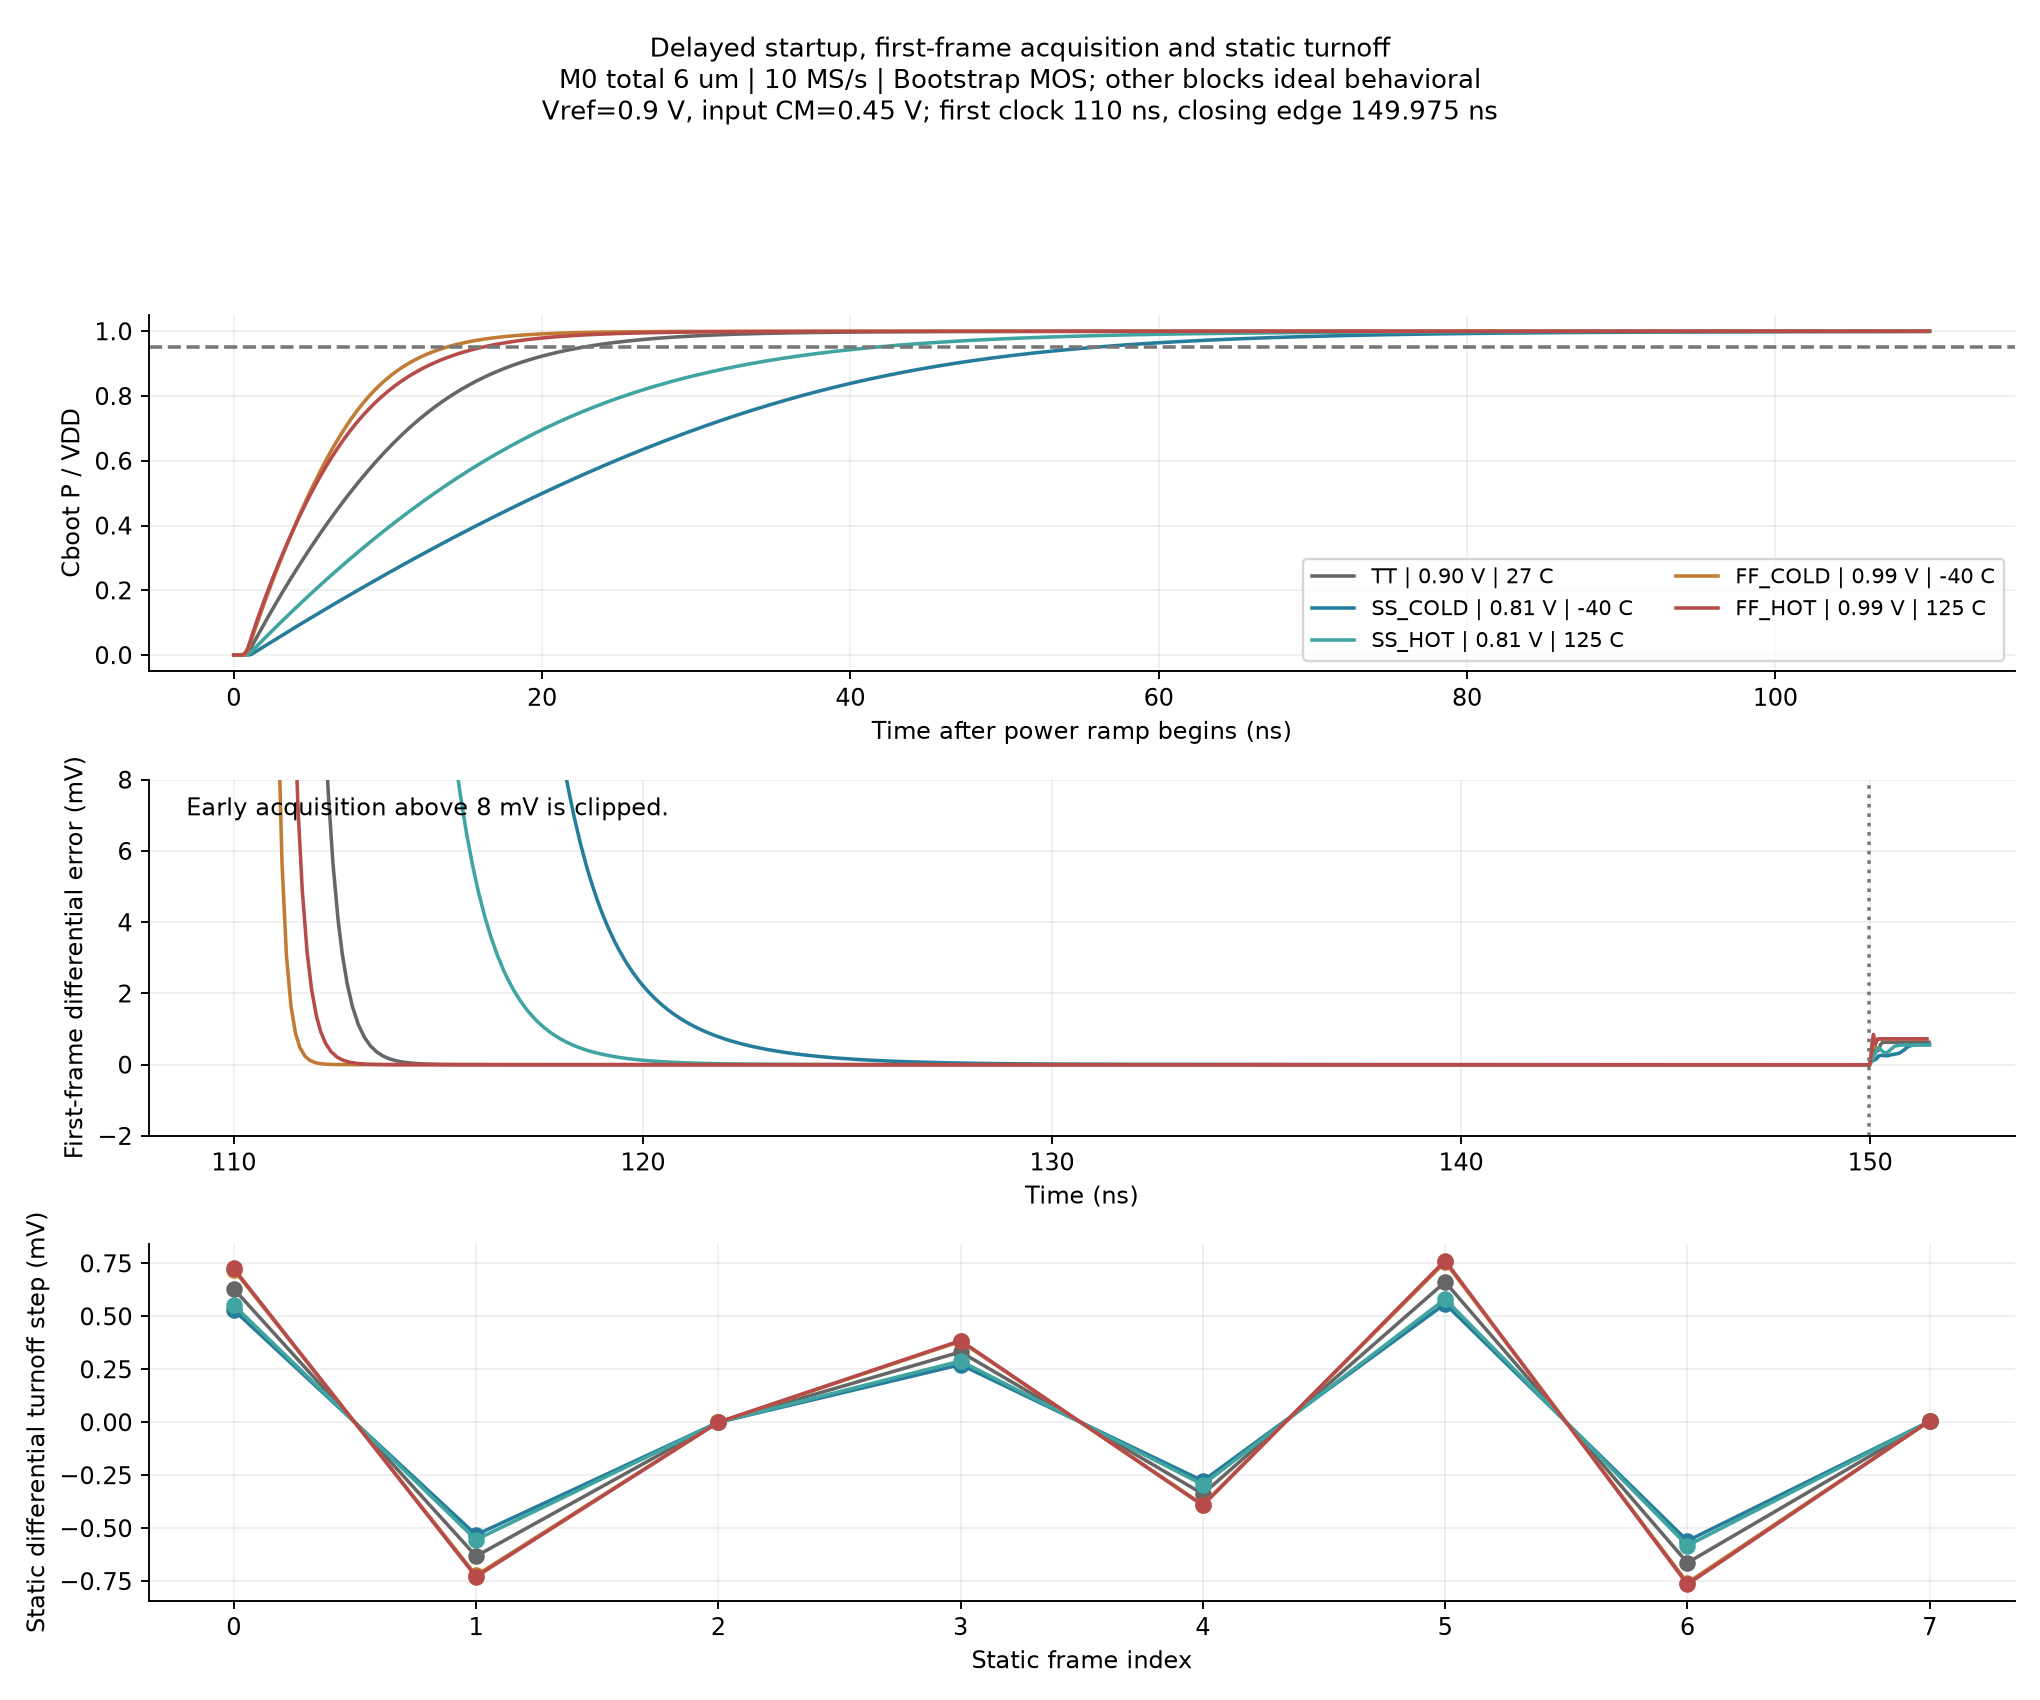 Delayed startup, first-frame acquisition and static turnoff
M0 total 6 um | 10 MS/s | Bootstrap MOS; other blocks ideal behavioral
Vref=0.9 V, input CM=0.45 V; first clock 110 ns, closing edge 149.975 ns
Cboot P / VDD
1.0
0.8
0.6
0.4
0.2
0.0
TT | 0.90 V | 27 C
SS_COLD | 0.81 V | -40 C
SS_HOT | 0.81 V | 125 C
FF_COLD | 0.99 V | -40 C
FF_HOT | 0.99 V | 125 C
0 20 40 60 80 100
Time after power ramp begins (ns)
First-frame differential error (mV)
8
6
4
2
0
−2
Early acquisition above 8 mV is clipped.
110 120 130 140 150
Time (ns)
Static differential turnoff step (mV)
0.75
0.50
0.25
0.00
−0.25
−0.50
−0.75
0 1 2 3 4 5 6 7
Static frame index